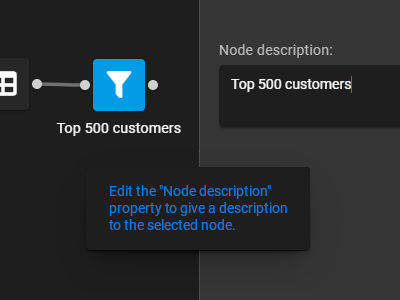 Node description:
Top 500 customers
Top 500 customers
Edit the "Node description"
property to give a description
to the selected node.